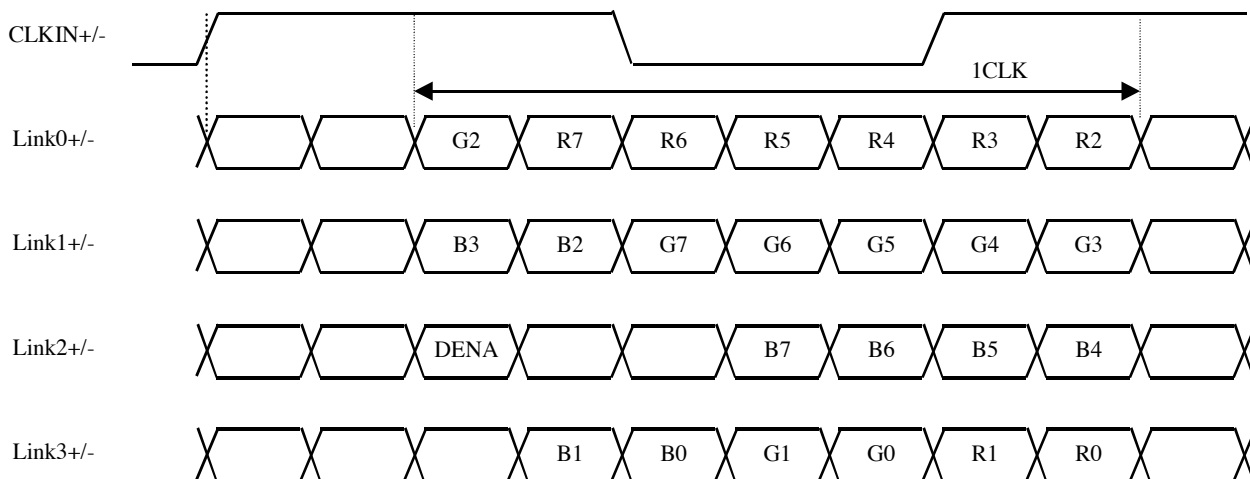 CLKIN+/-
1CLK
Link0+/- G2 R7 R6 R5 R4 R3 R2
Link1+/- B3 B2 G7 G6 G5 G4 G3
Link2+/- DENA B7 B6 B5 B4
Link3+/- B1 B0 G1 G0 R1 R0